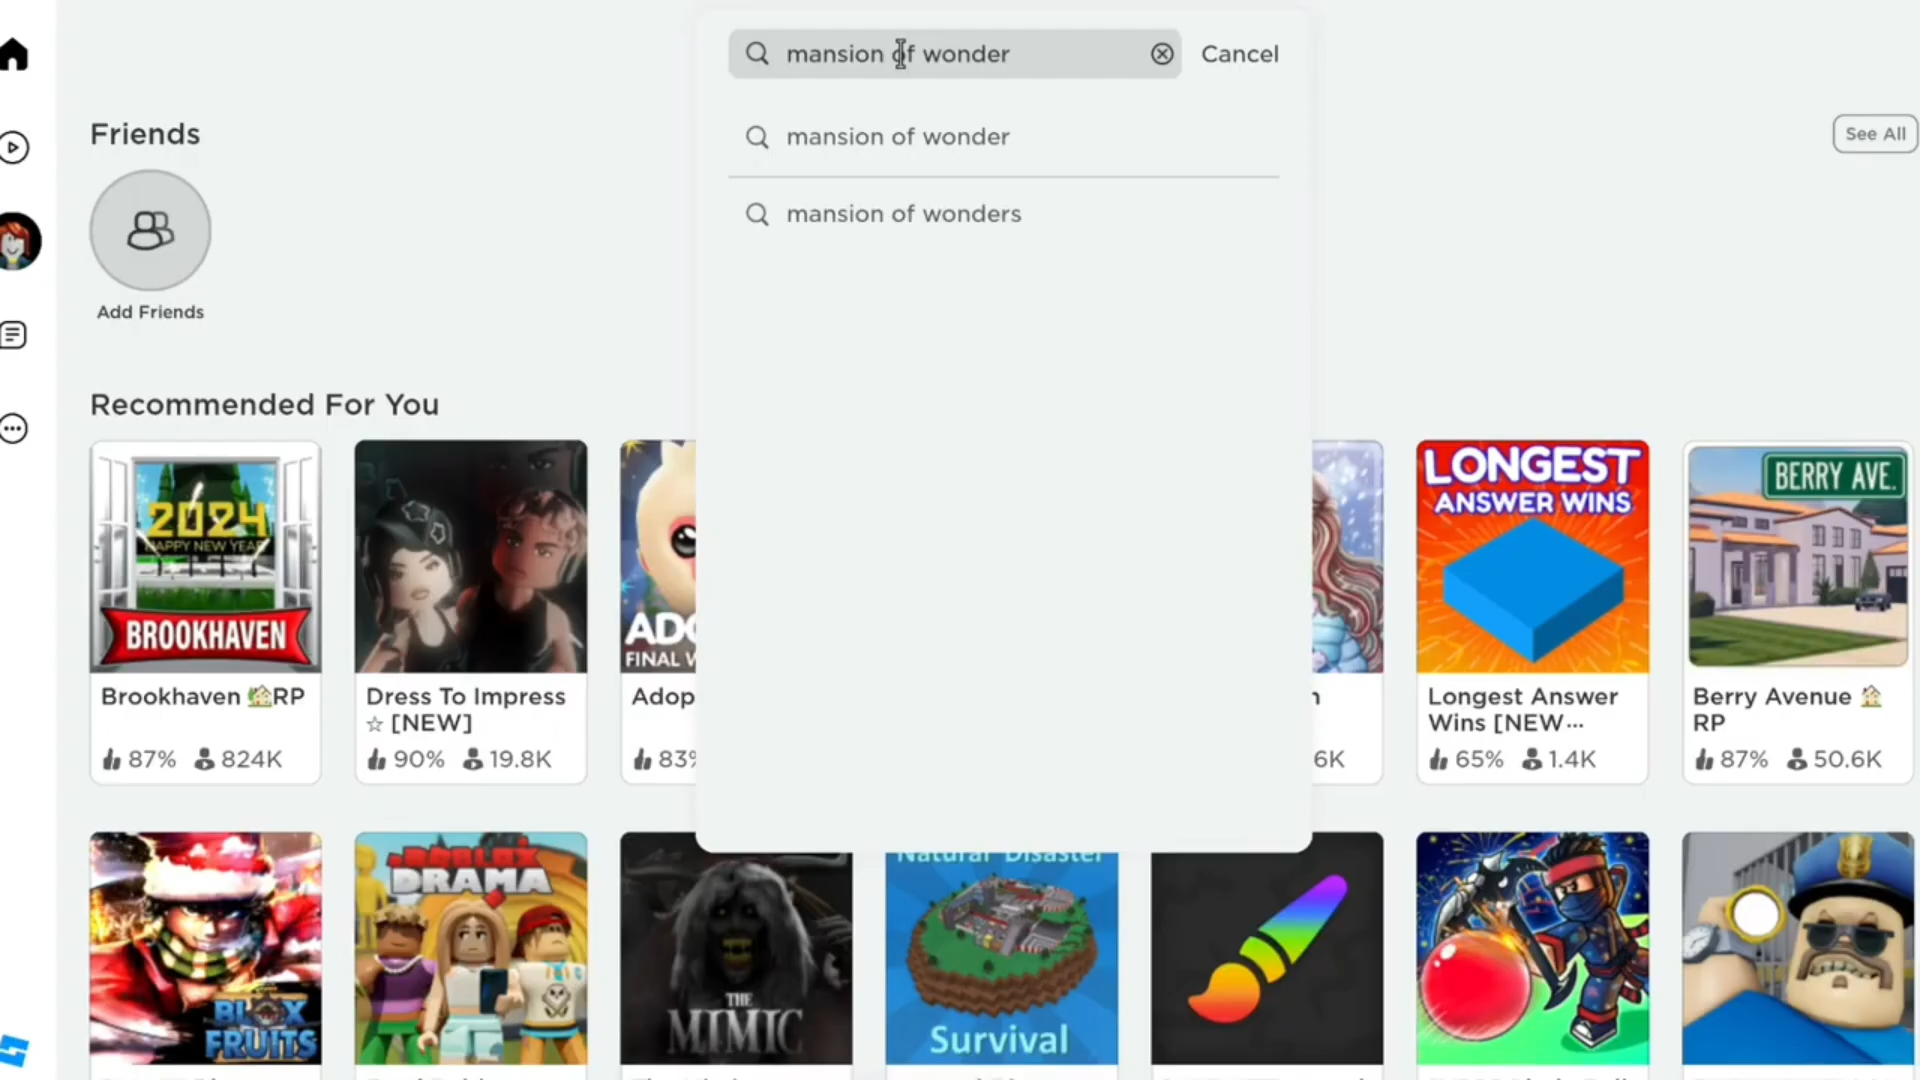 mansion of wonder
Cancel
mansion of wonder
mansion of wonders
Friends
See All
Add Friends
Recommended For You
2024
HAPPY NEW YEAR
BROOKHAVEN
ADO
FINAL W
LONGEST
ANSWER WINS
BERRY AVE.
Brookhaven RP
87% 824K
Dress To Impress
☆ [NEW]
90% 19.8K
Adop
83%
6K
Longest Answer
Wins [NEW...
65% 1.4K
Berry Avenue
RP
87% 50.6K
BLOX
FRUITS
ROBLOX
DRAMA
THE
MIMIC
Natural Disaster
Survival